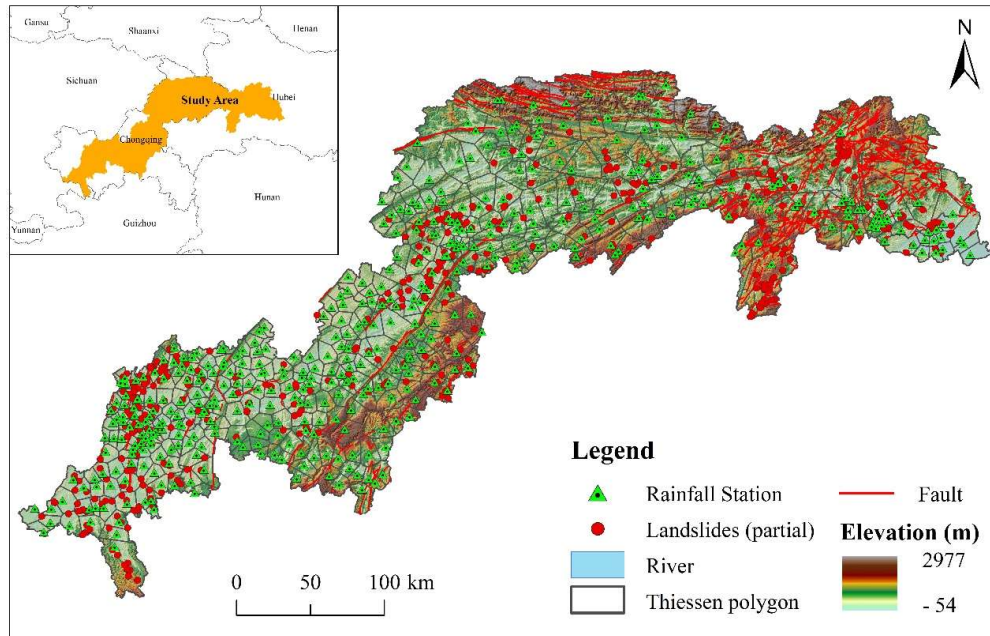 Gansu
Shaanxi
Henan
Sichuan
Study Area
Hubei
Chongqing
Hunan
Guizhou
Yunnan
N
Legend
Rainfall Station
Fault
Landslides (partial)
Elevation (m)
River
2977
Thiessen polygon
- 54
0 50 100 km